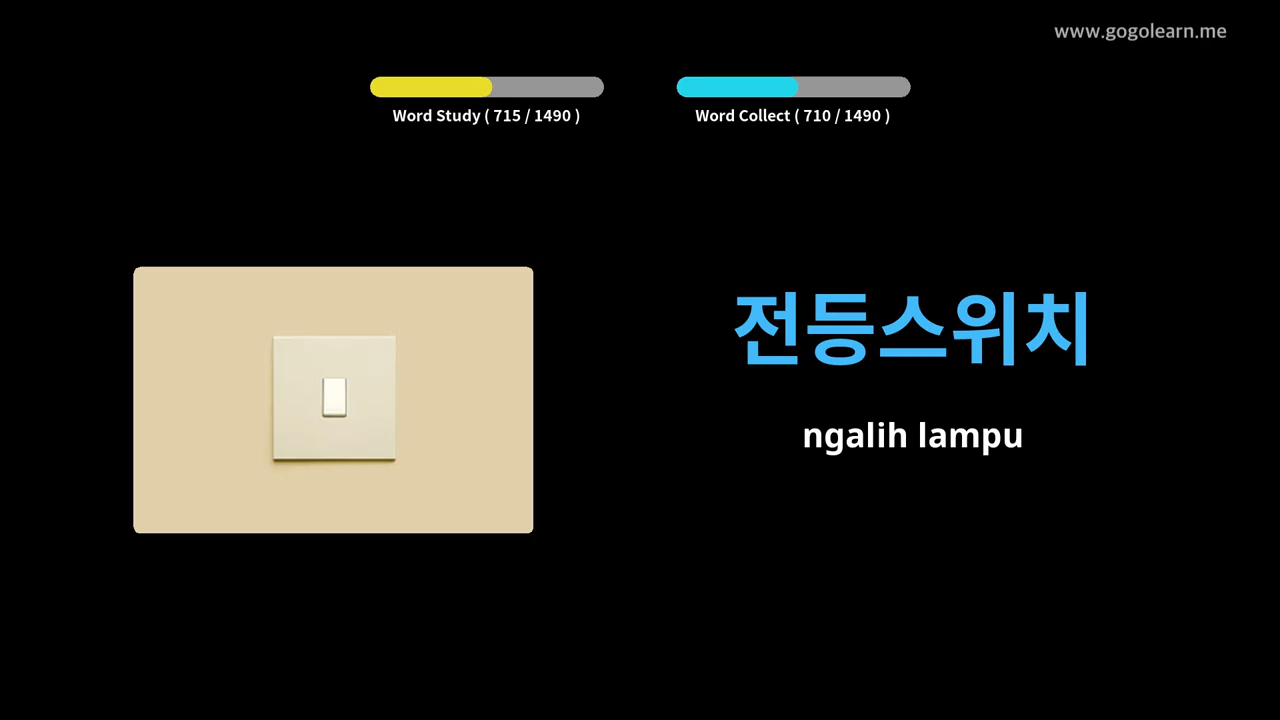 www.gogolearn.me
Word Study ( 715 / 1490 )
Word Collect ( 710 / 1490 )
전등스위치
ngalih lampu